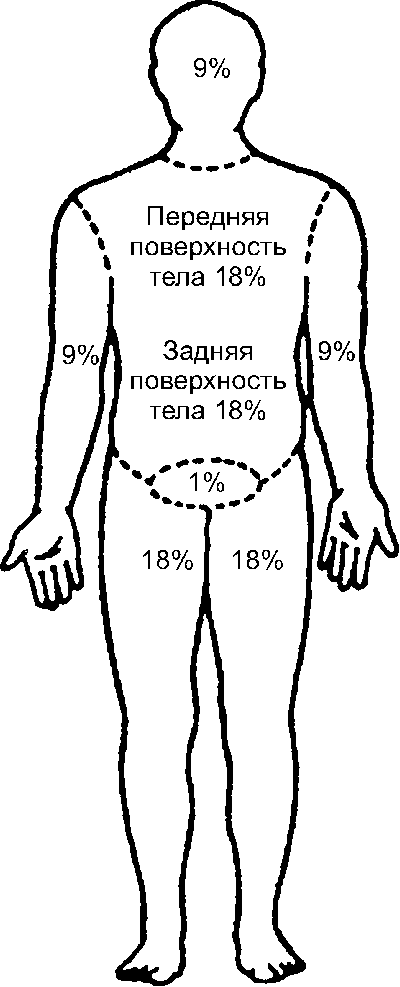 9%
Передняя
поверхность
тела 18%
9%
Задняя
поверхность
тела 18%
9%
1%
18%
18%